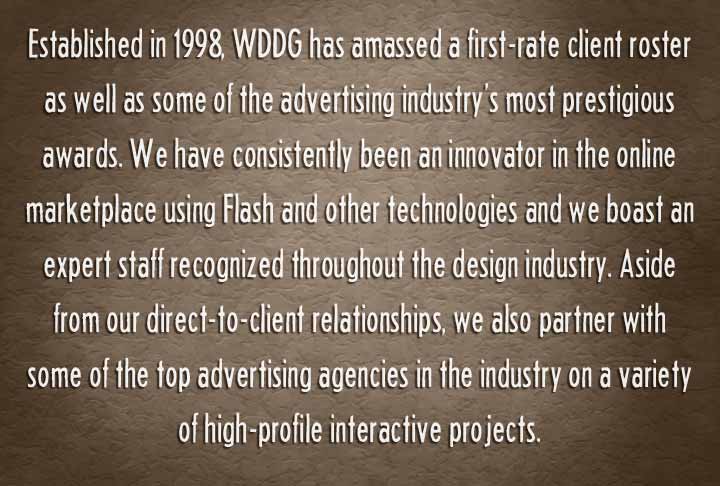 Established in 1998, WDDG has amassed a first-rate client roster
as well as some of the advertising industry's most prestigious
awards. We have consistently been an innovator in the online
marketplace using Flash and other technologies and we boast an
expert staff recognized throughout the design industry. Aside
from our direct-to-client relationships, we also partner with
some of the top advertising agencies in the industry on a variety
of high-profile interactive projects.